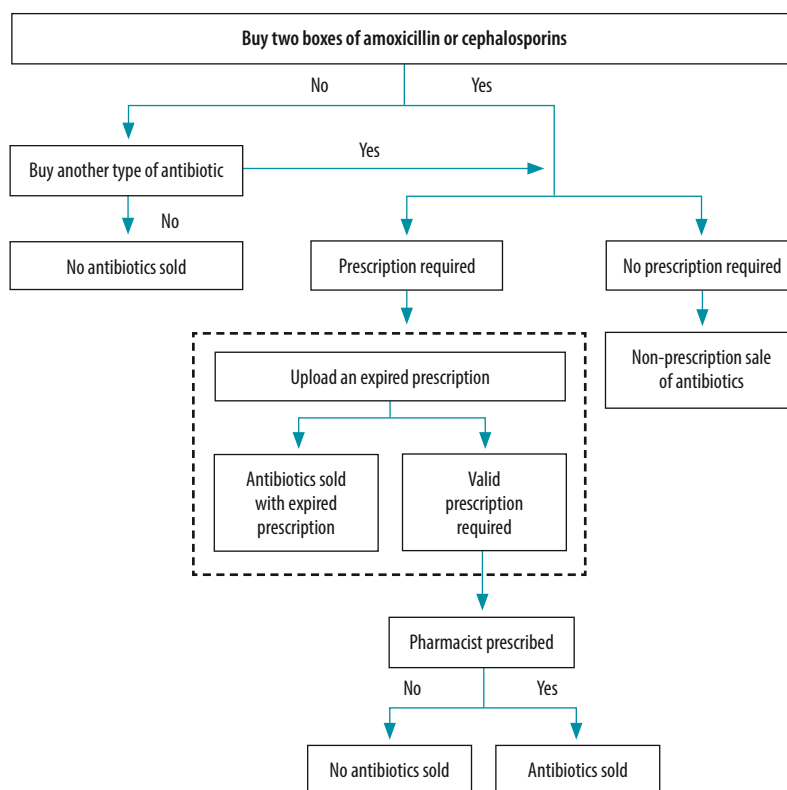 Buy two boxes of amoxicillin or cephalosporins
No
Yes
Buy another type of antibiotic
Yes
No
No antibiotics sold
Prescription required
No prescription required
Upload an expired prescription
Non-prescription sale
of antibiotics
Antibiotics sold
with expired
prescription
Valid
prescription
required
Pharmacist prescribed
No
Yes
No antibiotics sold
Antibiotics sold